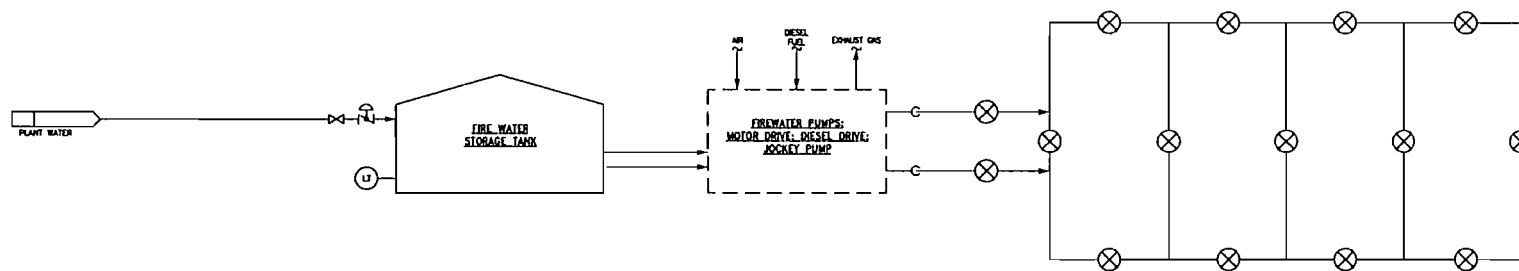 PLANT WATER
LT
FIRE WATER
STORAGE TANK
AIR
DIESEL
FUEL
EXHAUST GAS
FIREWATER PUMPS:
MOTOR DRIVE; DIESEL DRIVE;
JOCKEY PUMP